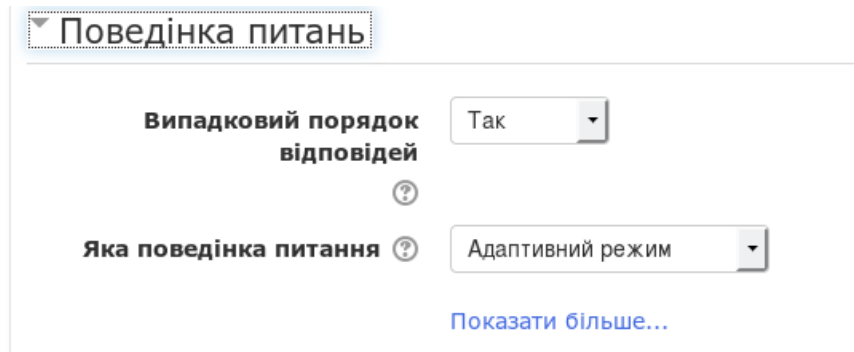 Поведінка питань
Випадковий порядок
відповідей
Так
Яка поведінка питання
Адаптивний режим
Показати більше...